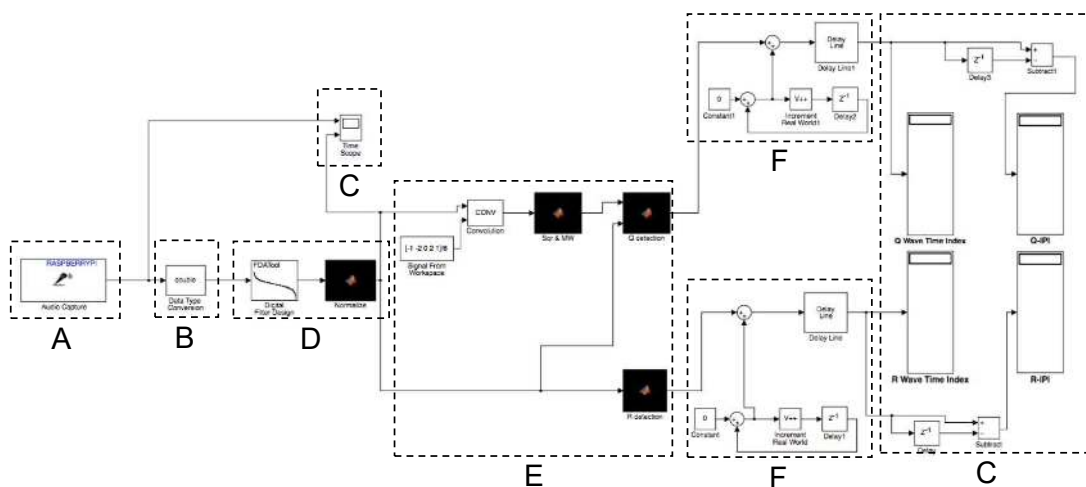 Delay
Line
Delay Line1
0
Constant1
V++
Increment
Real World1
Z-1
Delay2
F
C
Z-1
Delay3
+
−
Subtract1
Q Wave Time Index
Q-IPI
R Wave Time Index
R-IPI
Z-1
Delay
+
−
Subtract
C
Time
Scope
C
RASPBERRYPI
Audio Capture
A
double
Data Type
Conversion
B
FDATool
Digital
Filter Design
Normalize
D
CONV
Convolution
[-1 -2 0 2 1]/8
Signal From
Workspace
Sqr & MW
Q detection
R detection
E
Delay
Line
Delay Line
0
Constant
V++
Increment
Real World
Z-1
Delay1
F